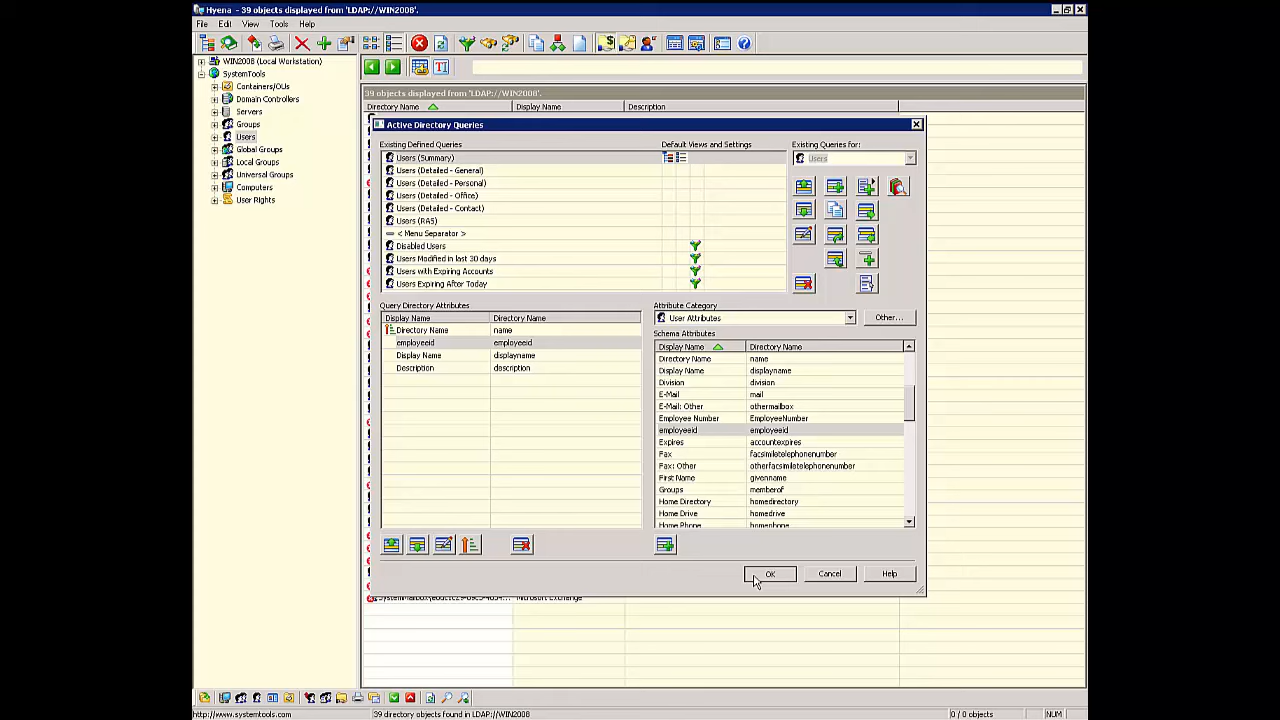 Hyena - 39 objects displayed from 'LDAP://WIN2008'.
File Edit View Tools Help
WIN2008 (Local Workstation)
SystemTools
Containers/OUs
Domain Controllers
Servers
Groups
Users
Global Groups
Local Groups
Universal Groups
Computers
User Rights
39 objects displayed from 'LDAP://WIN2008'.
Directory Name Display Name Description
Active Directory Queries
Existing Defined Queries Default Views and Settings
Users (Summary)
Users (Detailed - General)
Users (Detailed - Personal)
Users (Detailed - Office)
Users (Detailed - Contact)
Users (RAS)
< Menu Separator >
Disabled Users
Users Modified in last 30 days
Users with Expiring Accounts
Users Expiring After Today
Existing Queries for:
Users
Query Directory Attributes
Display Name Directory Name
Directory Name name
employeeid employeeid
Display Name displayname
Description description
Attribute Category
User Attributes Other...
Schema Attributes
Display Name Directory Name
Directory Name name
Display Name displayname
Division division
E-Mail mail
E-Mail: Other othermailbox
Employee Number EmployeeNumber
employeeid employeeid
Expires accountexpires
Fax facsimiletelephonenumber
Fax: Other otherfacsimiletelephonenumber
First Name givenname
Groups memberof
Home Directory homedirectory
Home Drive homedrive
Home Phone homephone
OK Cancel Help
Microsoft Exchange
http://www.systemtools.com 39 directory objects found in LDAP://WIN2008 0 / 0 objects NUM